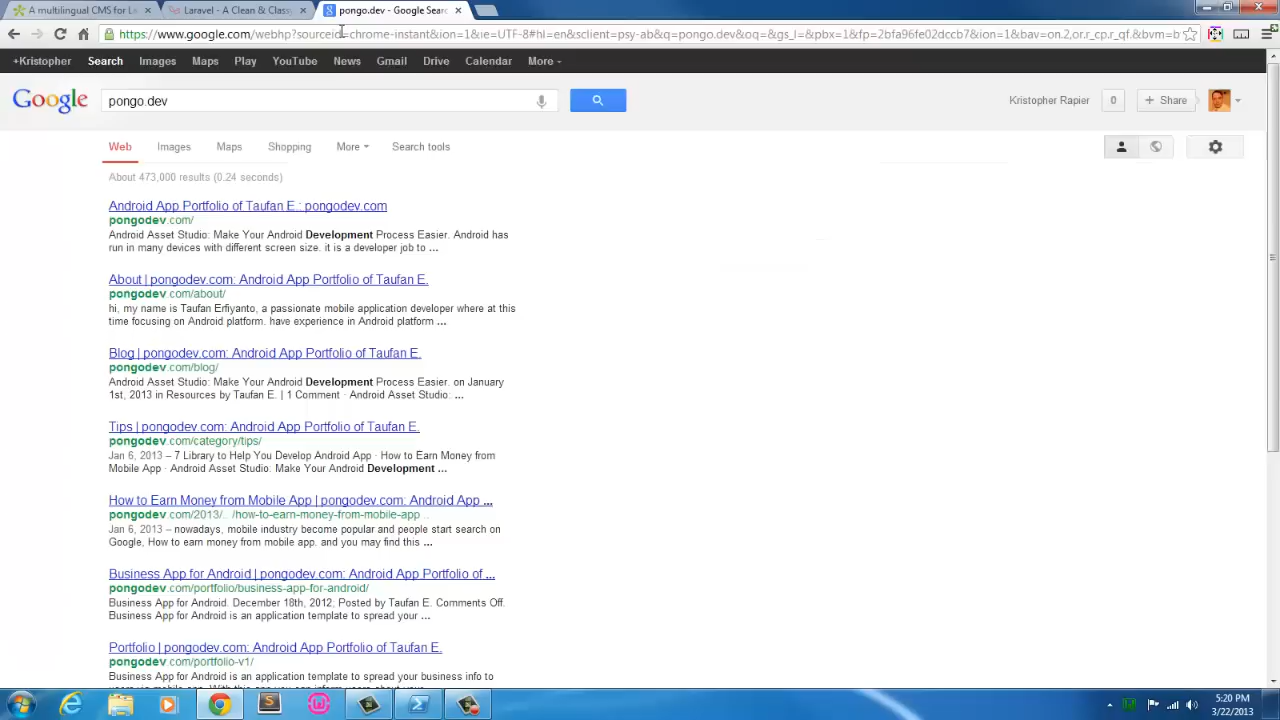 A multilingual CMS for La
Laravel - A Clean & Classy
pongo.dev - Google Sear
https://www.google.com/webhp?sourceid=chrome-instant&ion=1&ie=UTF-8#hl=en&sclient=psy-ab&q=pongo.dev&oq=&gs_l=&pbx=1&fp=2bfa96fe02dccb7&ion=1&bav=on.2,or.r_cp.r_qf.&bvm=b
+Kristopher Search Images Maps Play YouTube News Gmail Drive Calendar More
Google pongo.dev Kristopher Rapier 0 + Share
Web Images Maps Shopping More Search tools
About 473,000 results (0.24 seconds)
Android App Portfolio of Taufan E.: pongodev.com
pongodev.com/
Android Asset Studio: Make Your Android Development Process Easier. Android has
run in many devices with different screen size. it is a developer job to ...
About | pongodev.com: Android App Portfolio of Taufan E.
pongodev.com/about/
hi, my name is Taufan Erfiyanto, a passionate mobile application developer where at this
time focusing on Android platform. have experience in Android platform ...
Blog | pongodev.com: Android App Portfolio of Taufan E.
pongodev.com/blog/
Android Asset Studio: Make Your Android Development Process Easier. on January
1st, 2013 in Resources by Taufan E. | 1 Comment · Android Asset Studio: ...
Tips | pongodev.com: Android App Portfolio of Taufan E.
pongodev.com/category/tips/
Jan 6, 2013 – 7 Library to Help You Develop Android App · How to Earn Money from
Mobile App · Android Asset Studio: Make Your Android Development ...
How to Earn Money from Mobile App | pongodev.com: Android App ...
pongodev.com/2013/.../how-to-earn-money-from-mobile-app...
Jan 6, 2013 – nowadays, mobile industry become popular and people start search on
Google, How to earn money from mobile app. and you may find this ...
Business App for Android | pongodev.com: Android App Portfolio of ...
pongodev.com/portfolio/business-app-for-android/
Business App for Android. December 18th, 2012, Posted by Taufan E. Comments Off.
Business App for Android is an application template to spread your ...
Portfolio | pongodev.com: Android App Portfolio of Taufan E.
pongodev.com/portfolio-v1/
Business App for Android is an application template to spread your business info to
5:20 PM
3/22/2013